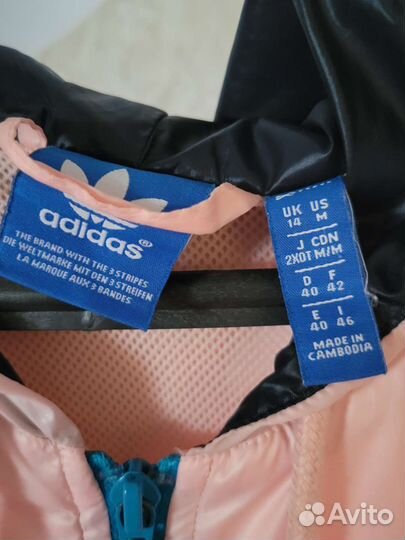 adidas®
THE BRAND WITH THE 3 STRIPES
DIE WELTMARKE MIT DEN 3 STREIFEN
LA MARQUE AUX 3 BANDES
UK US
14 M
J CDN
2XOT M/M
D F
40 42
E I
40 46
MADE IN
CAMBODIA
Avito